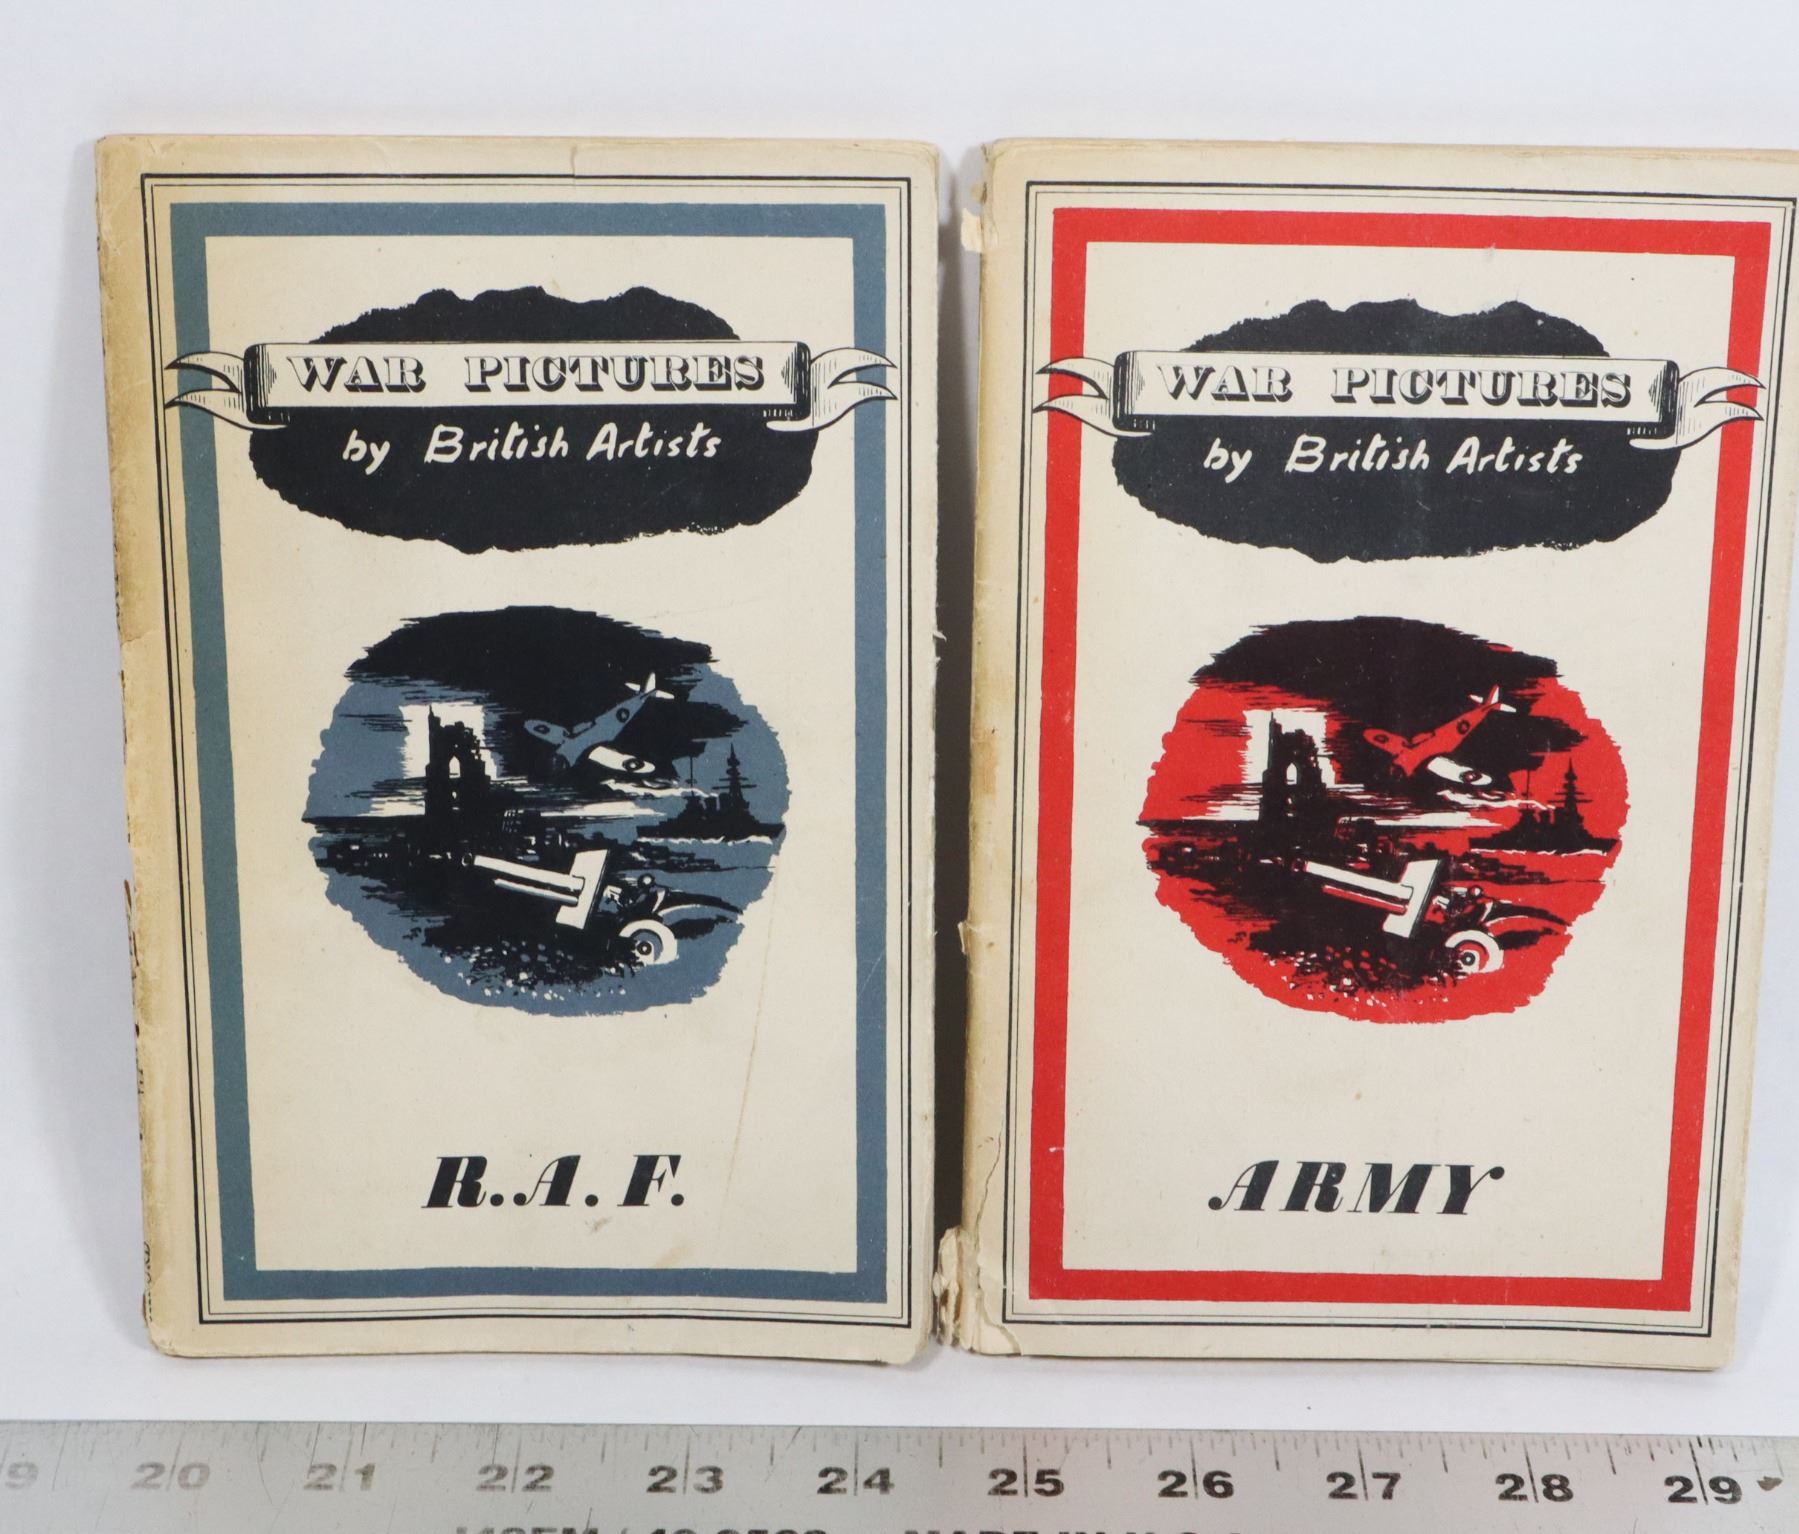 WAR PICTURES
by British Artists
R.A.F.
WAR PICTURES
by British Artists
ARMY
9 20 21 22 23 24 25 26 27 28 29